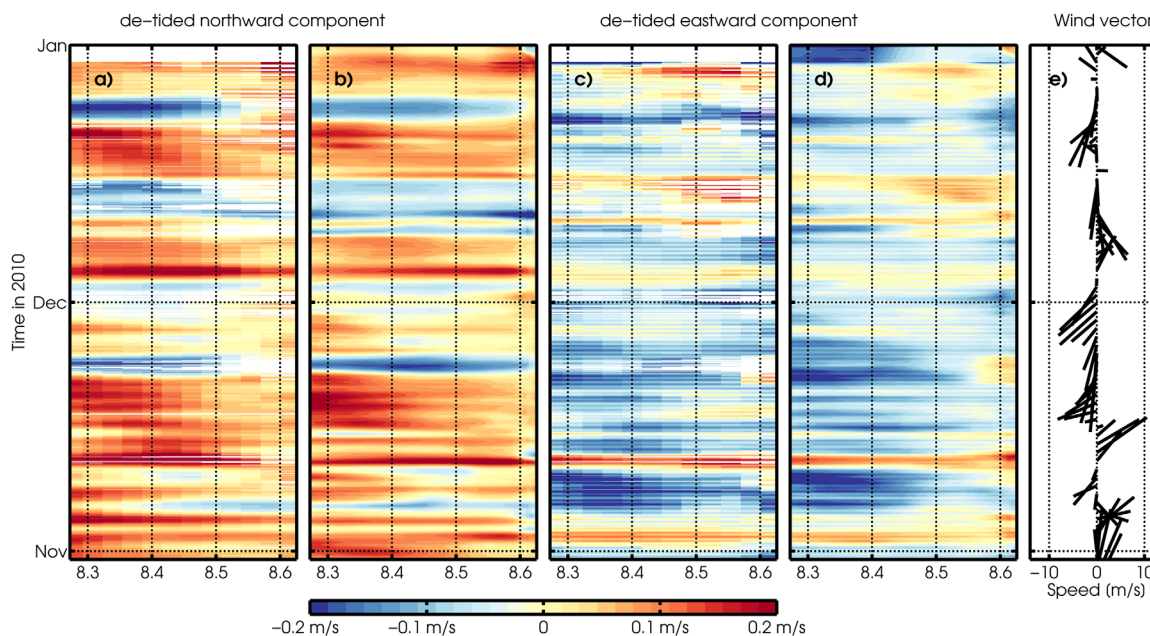 de-tided northward component de-tided eastward component Wind vector
Jan
a) b) c) d) e)
Time in 2010
Dec
Nov
8.3 8.4 8.5 8.6 8.3 8.4 8.5 8.6 8.3 8.4 8.5 8.6 8.3 8.4 8.5 8.6 −10 0 10
Speed [m/s]
−0.2 m/s −0.1 m/s 0 0.1 m/s 0.2 m/s